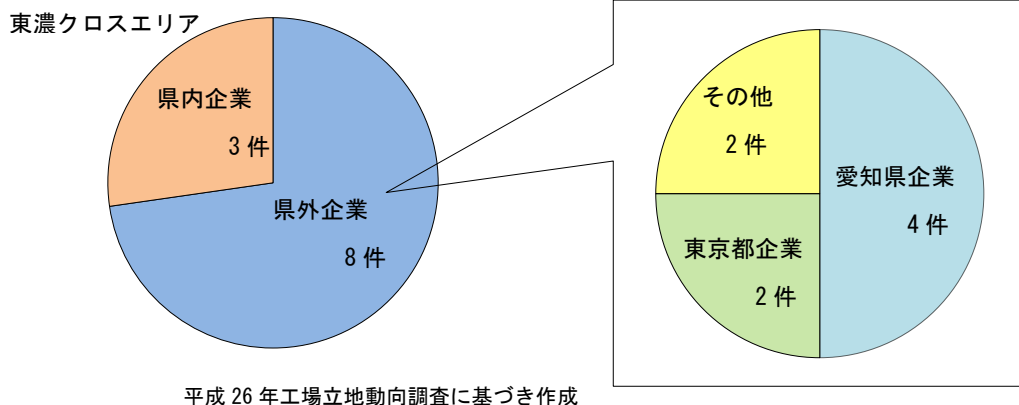 東濃クロスエリア
県内企業
3 件
県外企業
8 件
その他
2 件
愛知県企業
4 件
東京都企業
2 件
平成 26 年工場立地動向調査に基づき作成